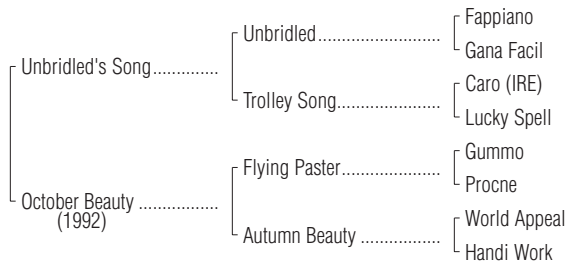 Fappiano
Unbridled........................
Gana Facil
Unbridled's Song.............
Caro (IRE)
Trolley Song....................
Lucky Spell
Gummo
Flying Paster...................
Procne
October Beauty ................
(1992)
World Appeal
Autumn Beauty ................
Handi Work